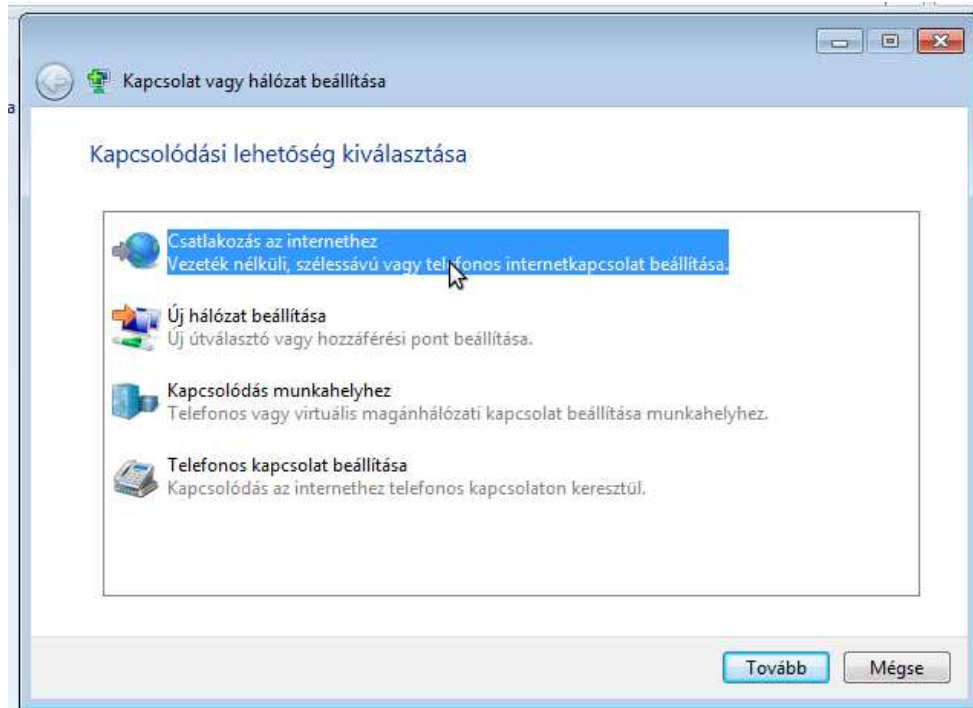 Kapcsolat vagy hálózat beállítása
a
Kapcsolódási lehetőség kiválasztása
Csatlakozás az internethez
Vezeték nélküli, szélessávú vagy telefonos internetkapcsolat beállítása.
Új hálózat beállítása
Új útválasztó vagy hozzáférési pont beállítása.
Kapcsolódás munkahelyhez
Telefonos vagy virtuális magánhálózati kapcsolat beállítása munkahelyhez.
Telefonos kapcsolat beállítása
Kapcsolódás az internethez telefonos kapcsolaton keresztül.
Tovább
Mégse